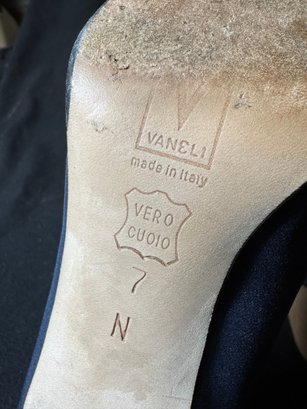 V
VANELI
made in Italy
VERO
CUOIO
7
N